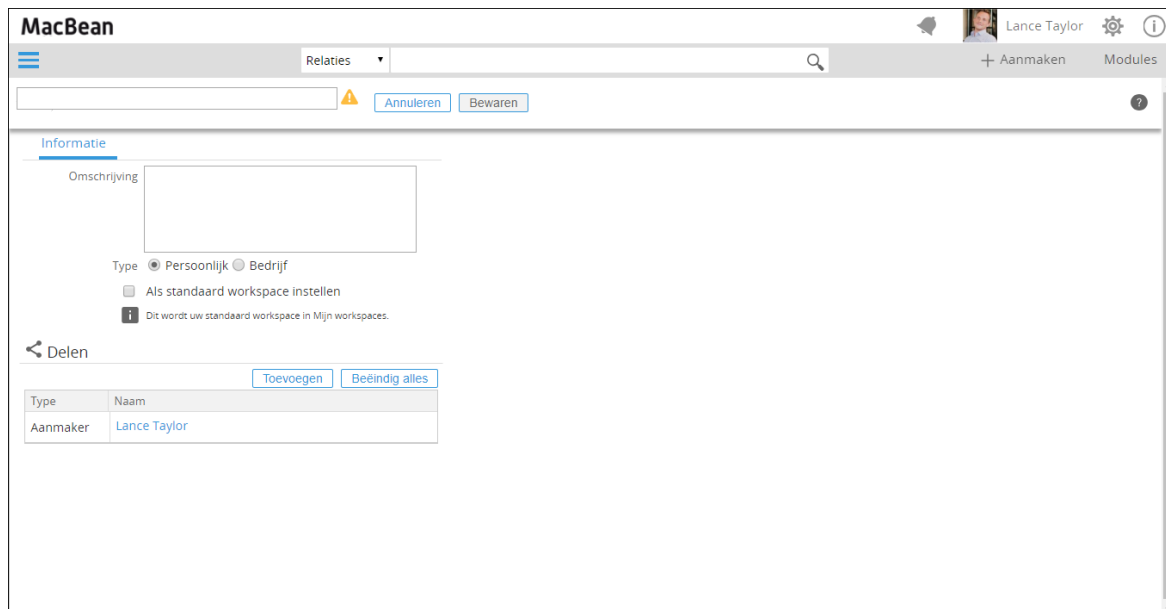 MacBean
Lance Taylor
Relaties
Aanmaken Modules
Annuleren Bewaren
Informatie
Omschrijving
Type Persoonlijk Bedrijf
Als standaard workspace instellen
Dit wordt uw standaard workspace in Mijn workspaces.
Delen
Toevoegen Beëindig alles
Type Naam
Aanmaker Lance Taylor